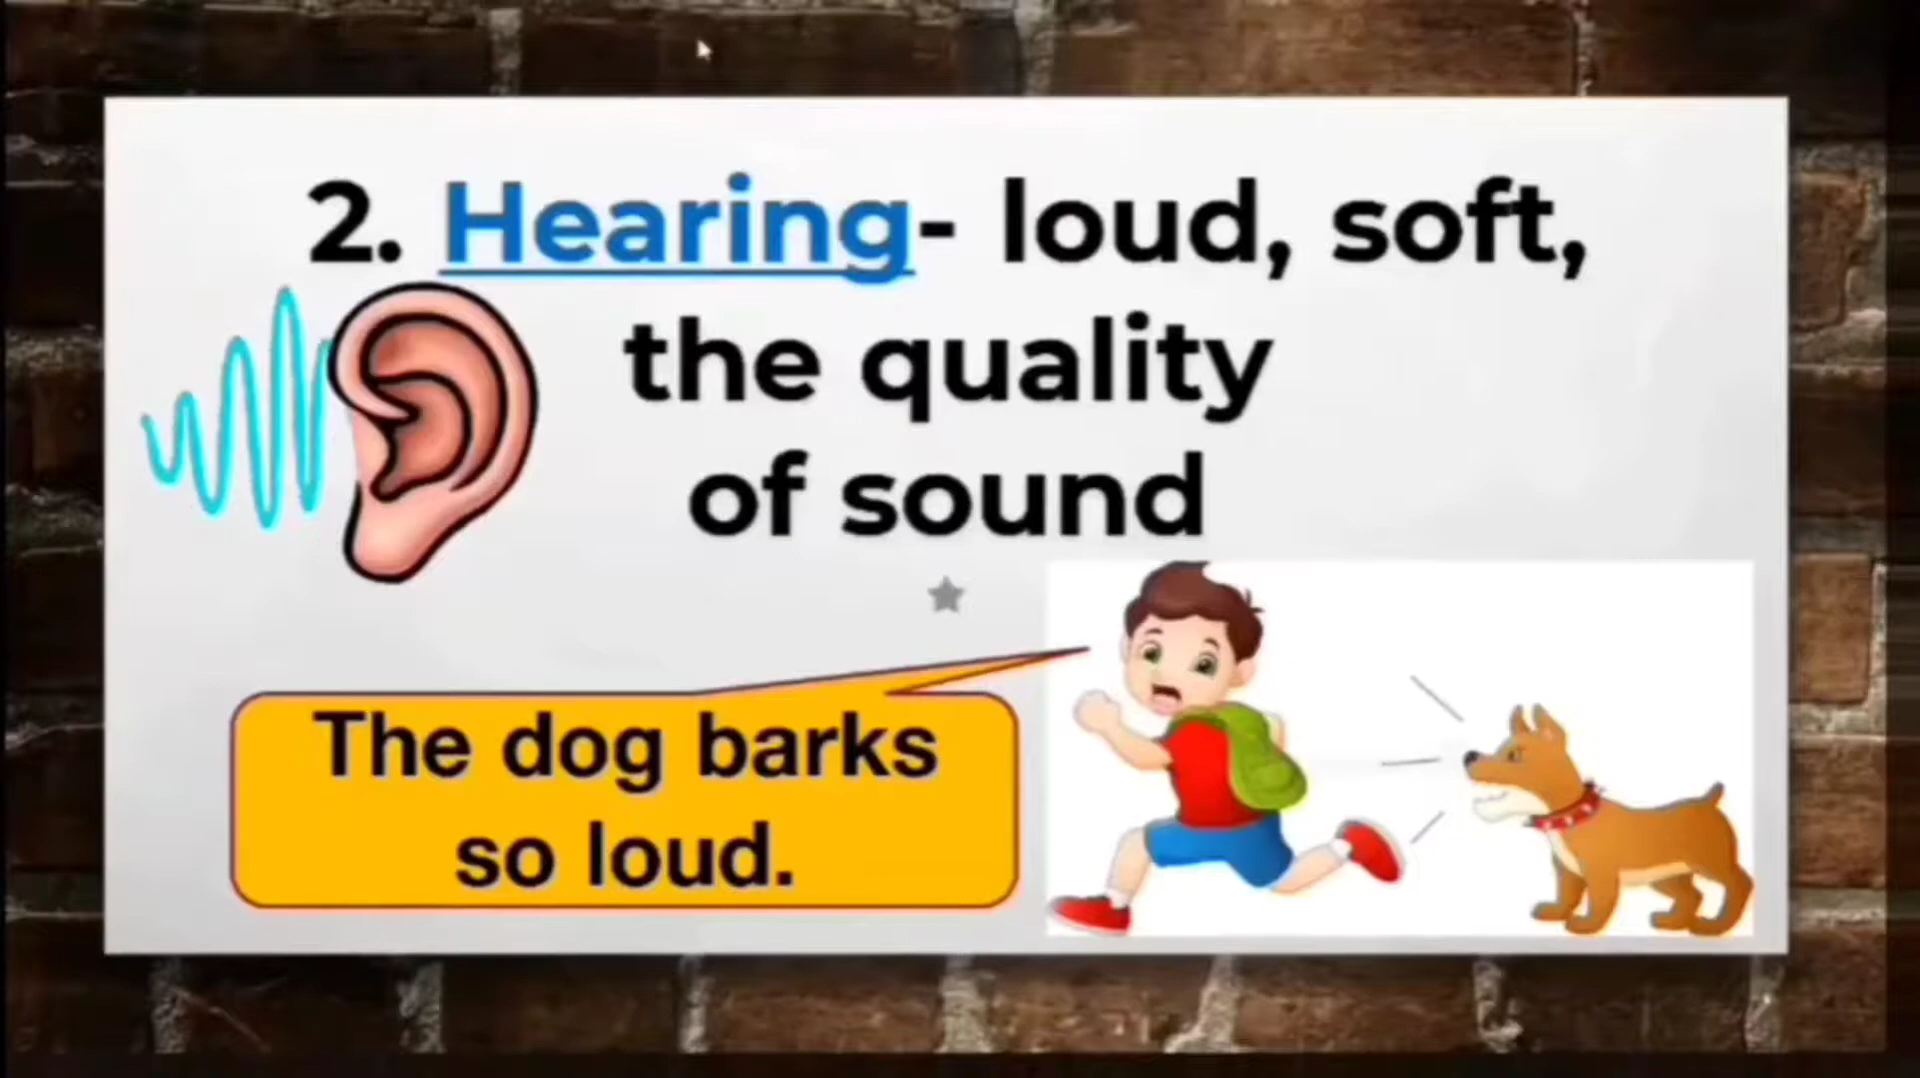 2. Hearing- loud, soft,
the quality
of sound
The dog barks
so loud.